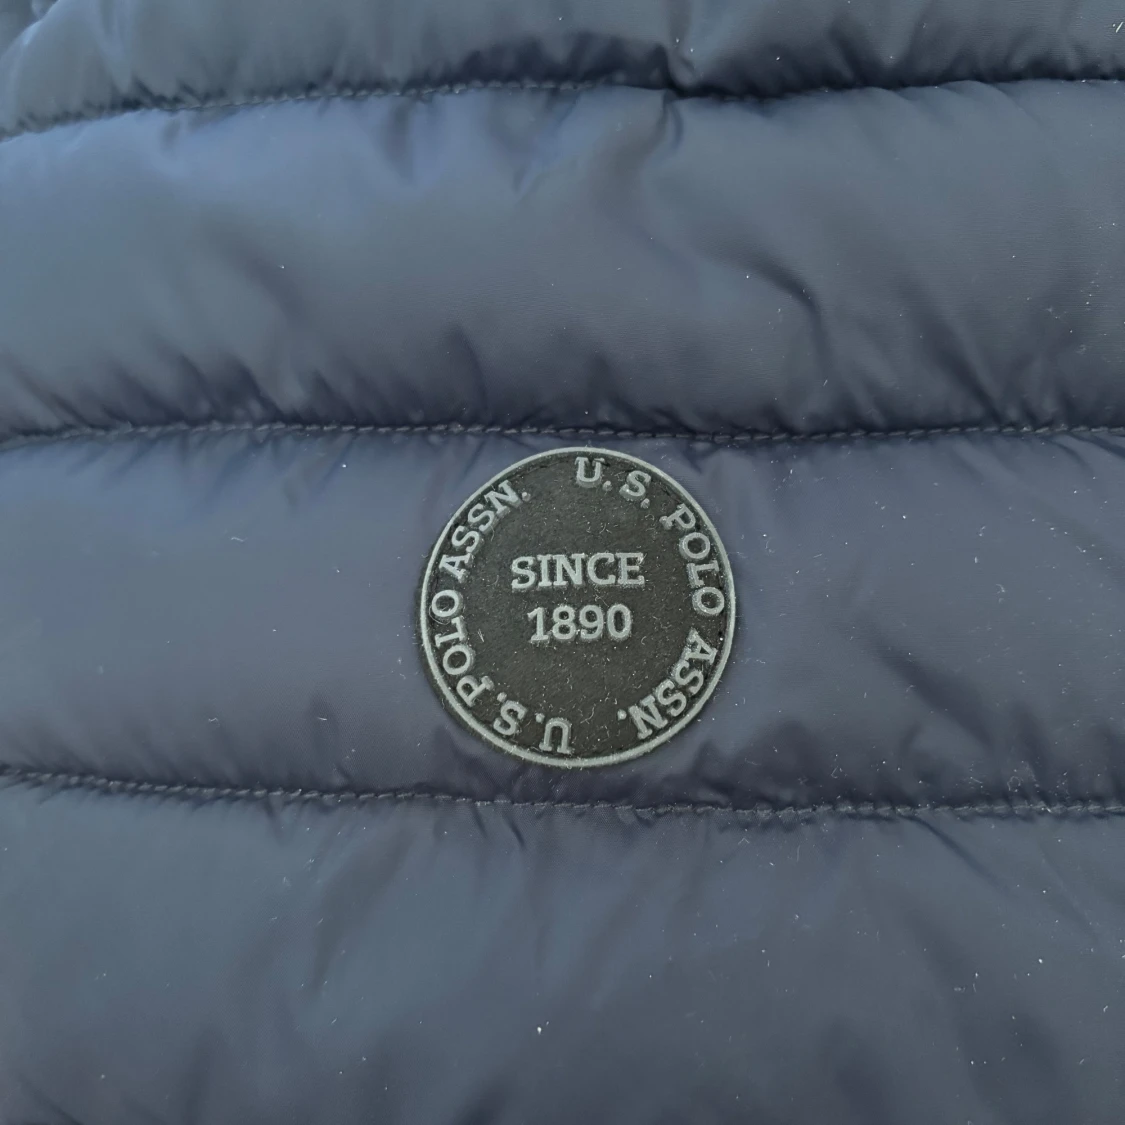 U.S. POLO ASSN.
U.S. POLO ASSN.
SINCE
1890